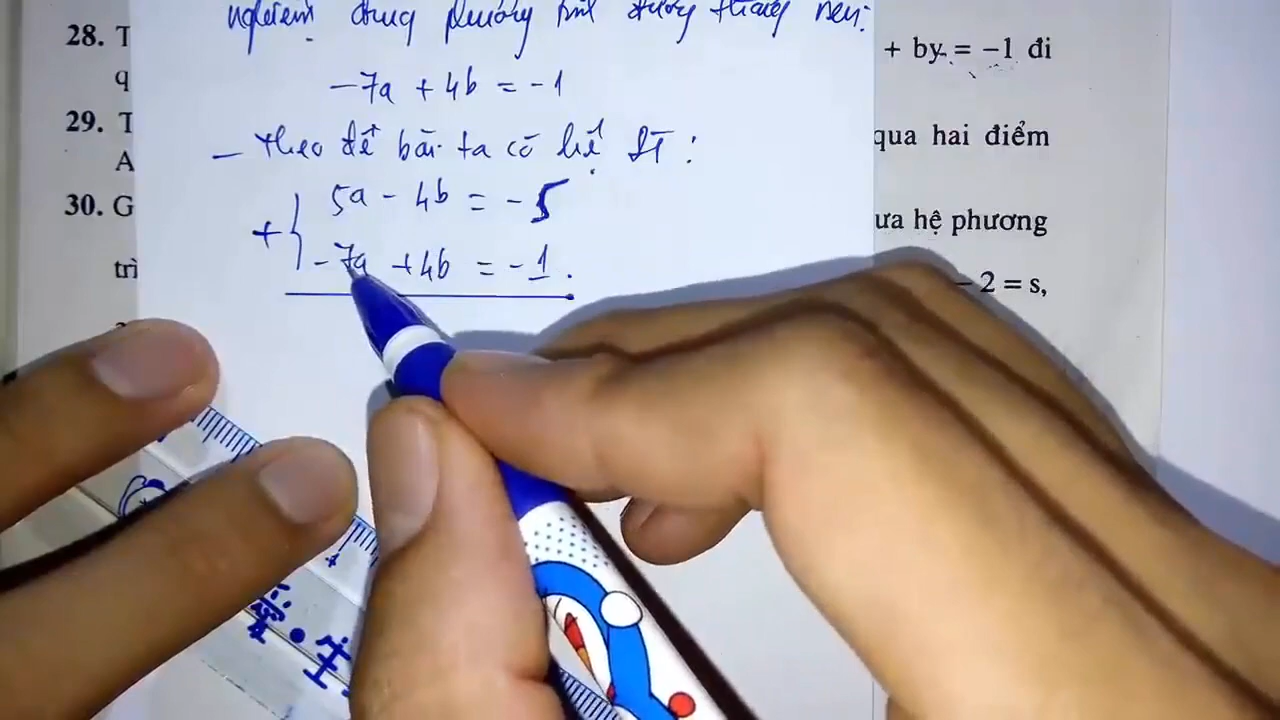 nghiệm đúng phương trình đường thẳng nên:
-7a + 4b = -1
- theo đề bài ta có hệ PT :
+ { 5a - 4b = -5
-7a + 4b = -1.
28. T
q
29. T
A
30. G
trì
+ by = −1 đi
qua hai điểm
ưa hệ phương
− 2 = s,